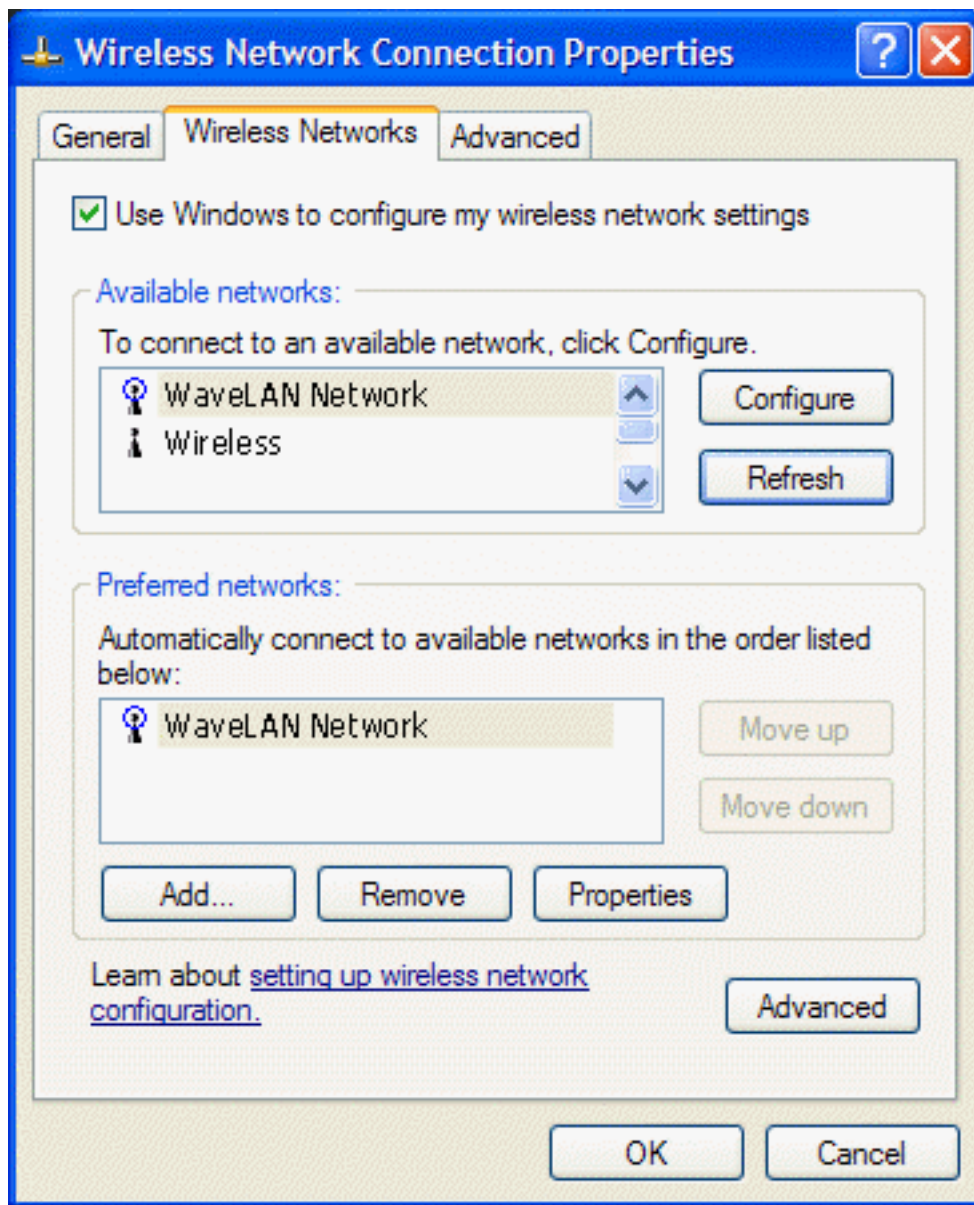 Wireless Network Connection Properties
General
Wireless Networks
Advanced
Use Windows to configure my wireless network settings
Available networks:
To connect to an available network, click Configure.
WaveLAN Network
Wireless
Configure
Refresh
Preferred networks:
Automatically connect to available networks in the order listed
below:
WaveLAN Network
Move up
Move down
Add...
Remove
Properties
Learn about setting up wireless network
configuration.
Advanced
OK
Cancel